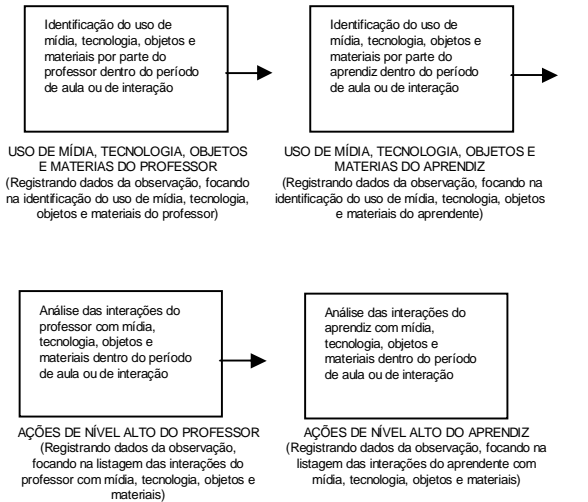 Identificação do uso de
mídia, tecnologia, objetos e
materiais por parte do
professor dentro do período
de aula ou de interação
USO DE MÍDIA, TECNOLOGIA, OBJETOS
E MATERIAS DO PROFESSOR
(Registrando dados da observação, focando
na identificação do uso de mídia, tecnologia,
objetos e materiais do professor)
Identificação do uso de
mídia, tecnologia, objetos e
materiais por parte do
aprendiz dentro do período
de aula ou de interação
USO DE MÍDIA, TECNOLOGIA, OBJETOS E
MATERIAS DO APRENDIZ
(Registrando dados da observação, focando na
identificação do uso de mídia, tecnologia, objetos
e materiais do aprendente)
Análise das interações do
professor com mídia,
tecnologia, objetos e
materiais dentro do período
de aula ou de interação
AÇÕES DE NÍVEL ALTO DO PROFESSOR
(Registrando dados da observação,
focando na listagem das interações do
professor com mídia, tecnologia, objetos e
materiais)
Análise das interações do
aprendiz com mídia,
tecnologia, objetos e
materiais dentro do período
de aula ou de interação
AÇÕES DE NÍVEL ALTO DO APRENDIZ
(Registrando dados da observação, focando na
listagem das interações do aprendente com
mídia, tecnologia, objetos e materiais)